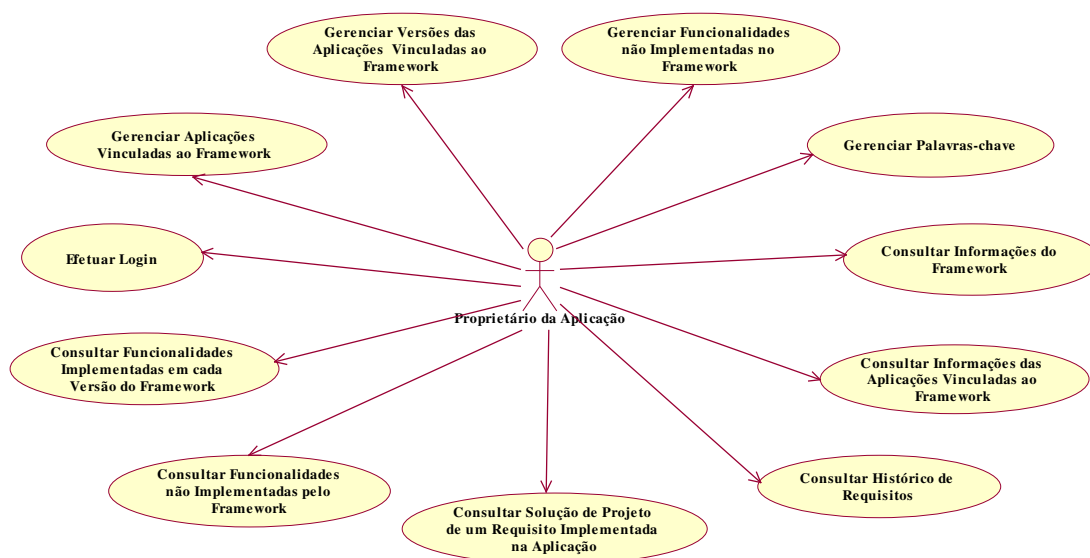 Gerenciar Versões das
Aplicações Vinculadas ao
Framework
Gerenciar Funcionalidades
não Implementadas no
Framework
Gerenciar Aplicações
Vinculadas ao Framework
Gerenciar Palavras-chave
Efetuar Login
Consultar Informações do
Framework
Proprietário da Aplicação
Consultar Funcionalidades
Implementadas em cada
Versão do Framework
Consultar Informações das
Aplicações Vinculadas ao
Framework
Consultar Funcionalidades
não Implementadas pelo
Framework
Consultar Solução de Projeto
de um Requisito Implementada
na Aplicação
Consultar Histórico de
Requisitos